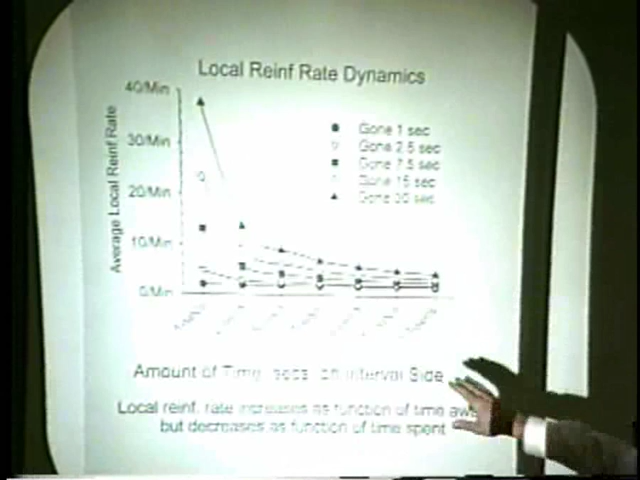 Local Reinf Rate Dynamics
40/Min
30/Min
20/Min
10/Min
0/Min
Average Local Reinf Rate
Gone 1 sec
Gone 2.5 sec
Gone 7.5 sec
Gone 15 sec
Gone 30 sec
Amount of Time, secs, on Interval Side
Local reinf. rate increases as function of time
but decreases as function of time spent